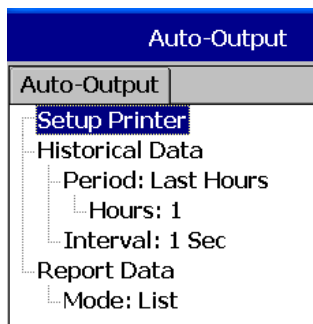 Auto-Output
Auto-Output
Setup Printer
Historical Data
Period: Last Hours
Hours: 1
Interval: 1 Sec
Report Data
Mode: List